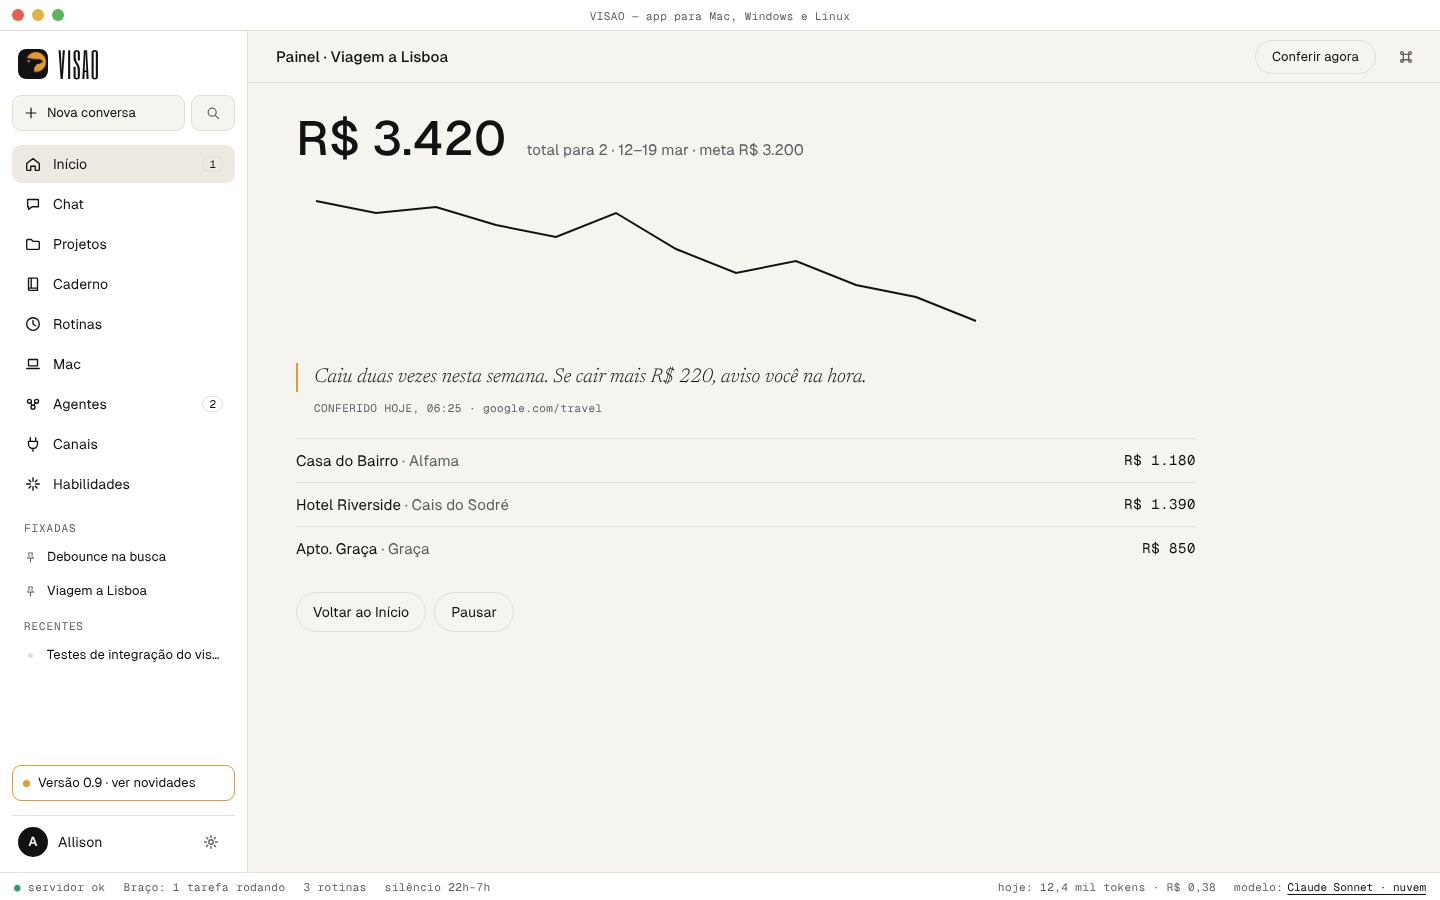 VISAO — app para Mac, Windows e Linux
VISAO
Nova conversa
Início 1
Chat
Projetos
Caderno
Rotinas
Mac
Agentes 2
Canais
Habilidades
FIXADAS
Debounce na busca
Viagem a Lisboa
RECENTES
Testes de integração do vis…
Versão 0.9 · ver novidades
A Allison
Painel · Viagem a Lisboa
Conferir agora
R$ 3.420 total para 2 · 12–19 mar · meta R$ 3.200
Caiu duas vezes nesta semana. Se cair mais R$ 220, aviso você na hora.
CONFERIDO HOJE, 06:25 · google.com/travel
Casa do Bairro · Alfama R$ 1.180
Hotel Riverside · Cais do Sodré R$ 1.390
Apto. Graça · Graça R$ 850
Voltar ao Início Pausar
servidor ok Braço: 1 tarefa rodando 3 rotinas silêncio 22h–7h hoje: 12,4 mil tokens · R$ 0,38 modelo: Claude Sonnet · nuvem